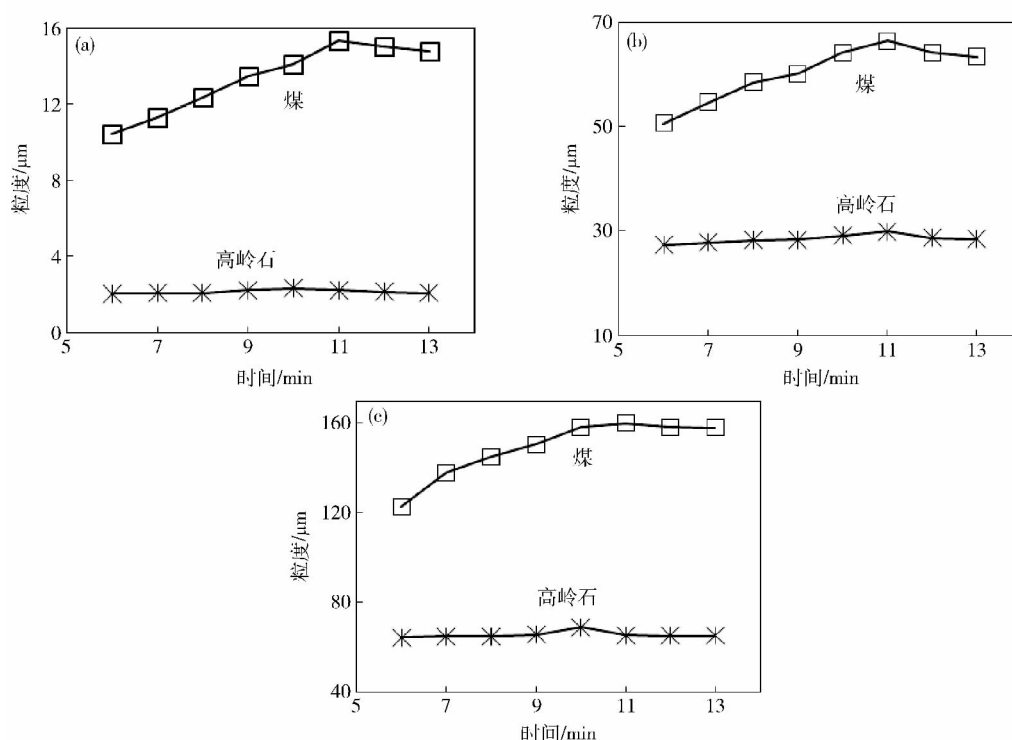 (a)
16
12
8
4
0
粒度/μm
煤
高岭石
5 7 9 11 13
时间/min
(b)
70
50
30
10
粒度/μm
煤
高岭石
5 7 9 11 13
时间/min
(c)
160
120
80
40
粒度/μm
煤
高岭石
5 7 9 11 13
时间/min